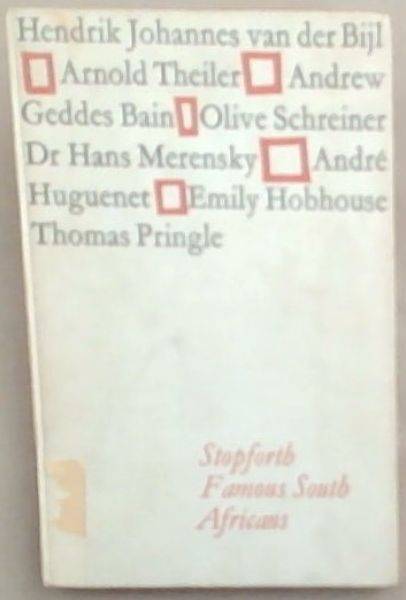 Hendrik Johannes van der Bijl
Arnold Theiler Andrew
Geddes Bain Olive Schreiner
Dr Hans Merensky André
Huguenet Emily Hobhouse
Thomas Pringle
Stopforth
Famous South
Africans